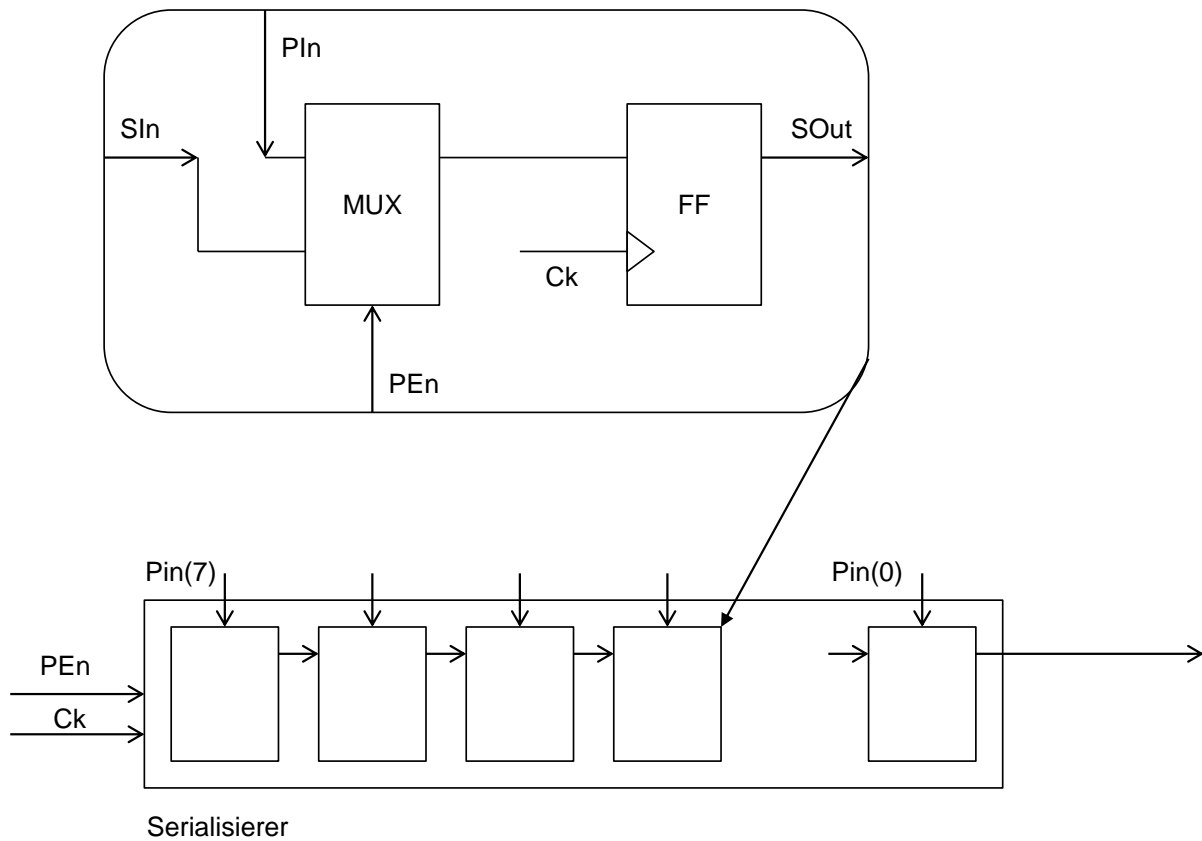 PIn
SIn
SOut
MUX
FF
Ck
PEn
Pin(7)
Pin(0)
PEn
Ck
Serialisierer